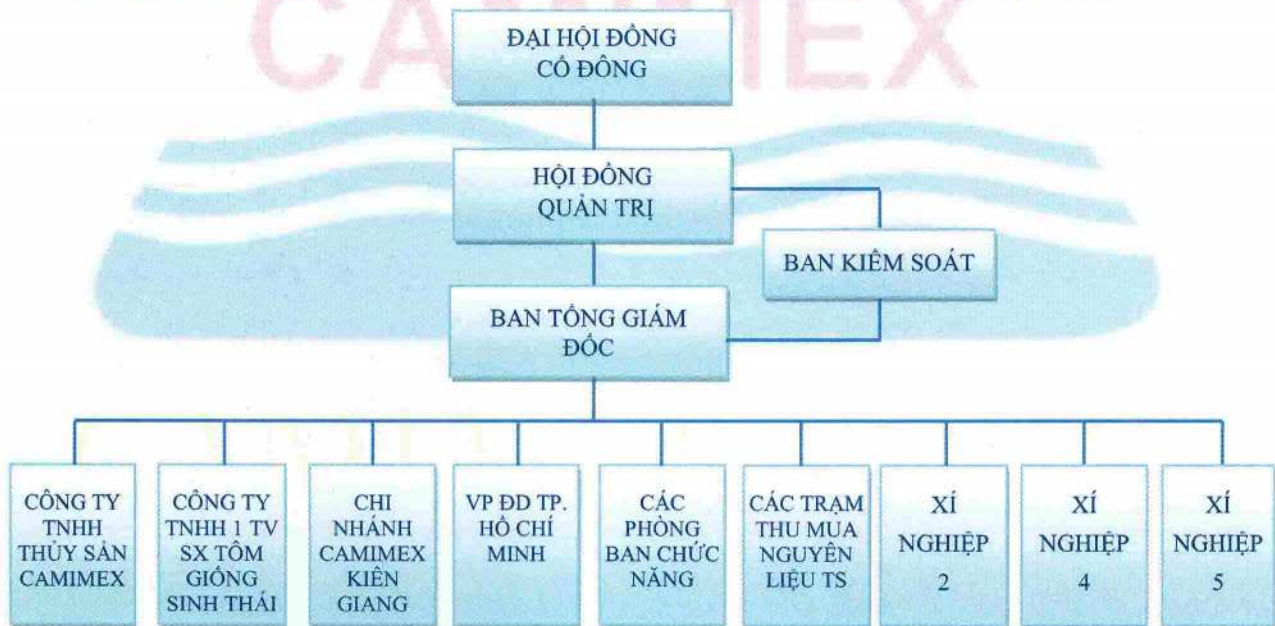 CAMIMEX
ĐẠI HỘI ĐỒNG
CỔ ĐÔNG
HỘI ĐỒNG
QUẢN TRỊ
BAN KIỂM SOÁT
BAN TỔNG GIÁM
ĐỐC
CÔNG TY
TNHH
THỦY SẢN
CAMIMEX
CÔNG TY
TNHH 1 TV
SX TÔM
GIỐNG
SINH THÁI
CHI
NHÁNH
CAMIMEX
KIÊN
GIANG
VP ĐD TP.
HỒ CHÍ
MINH
CÁC
PHÒNG
BAN CHỨC
NĂNG
CÁC TRẠM
THU MUA
NGUYÊN
LIỆU TS
XÍ
NGHIỆP
2
XÍ
NGHIỆP
4
XÍ
NGHIỆP
5